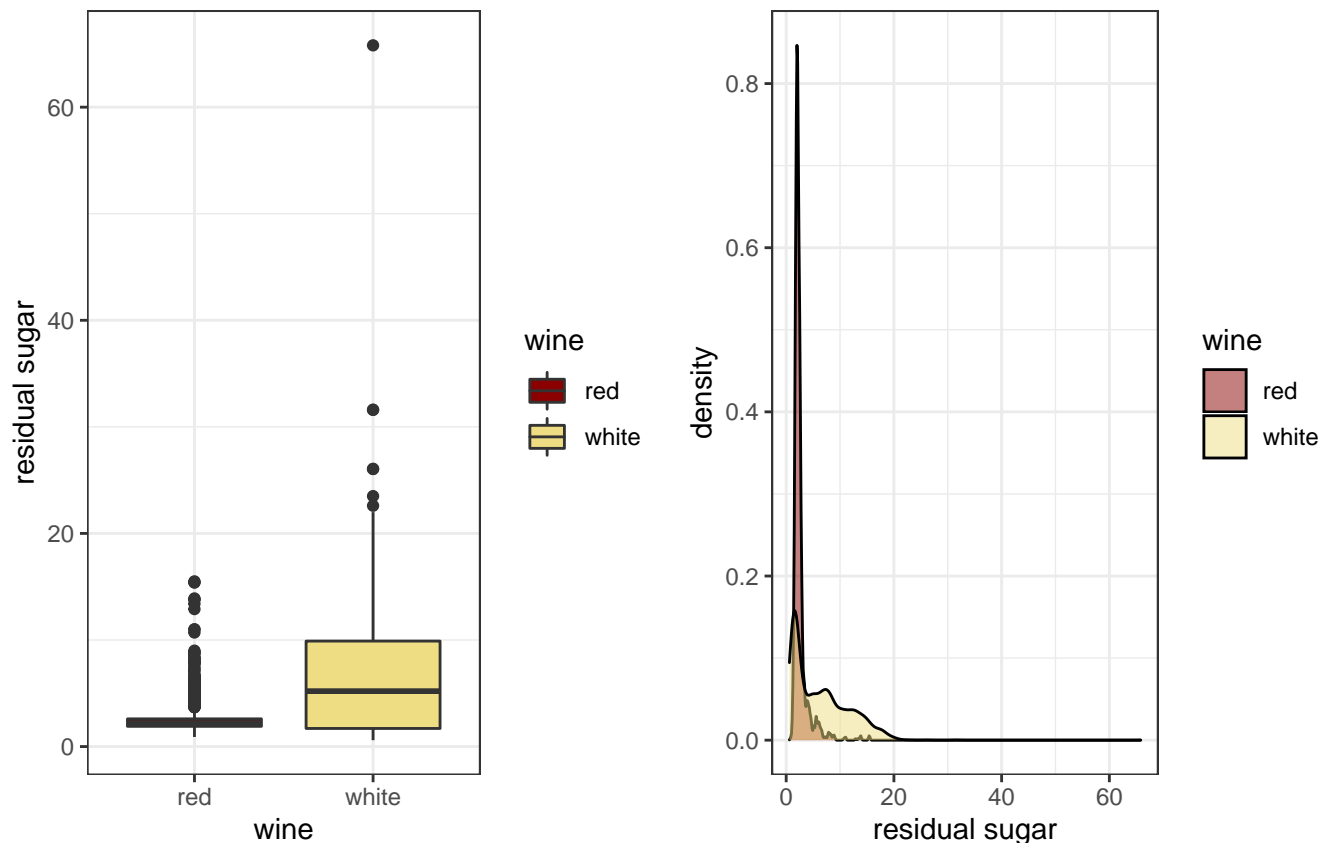 60
40
20
0
residual sugar
red
white
wine
wine
red
white
0.8
0.6
0.4
0.2
0.0
density
0
20
40
60
residual sugar
wine
red
white